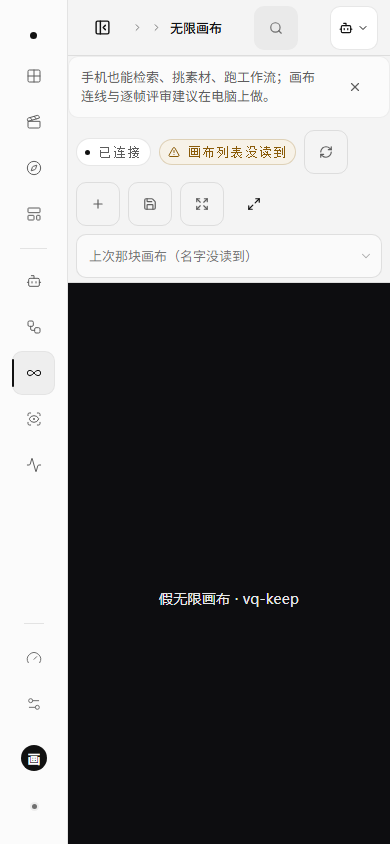 无限画布
手机也能检索、挑素材、跑工作流；画布
连线与逐帧评审建议在电脑上做。
已连接
画布列表没读到
上次那块画布（名字没读到）
假无限画布 · vq-keep
画